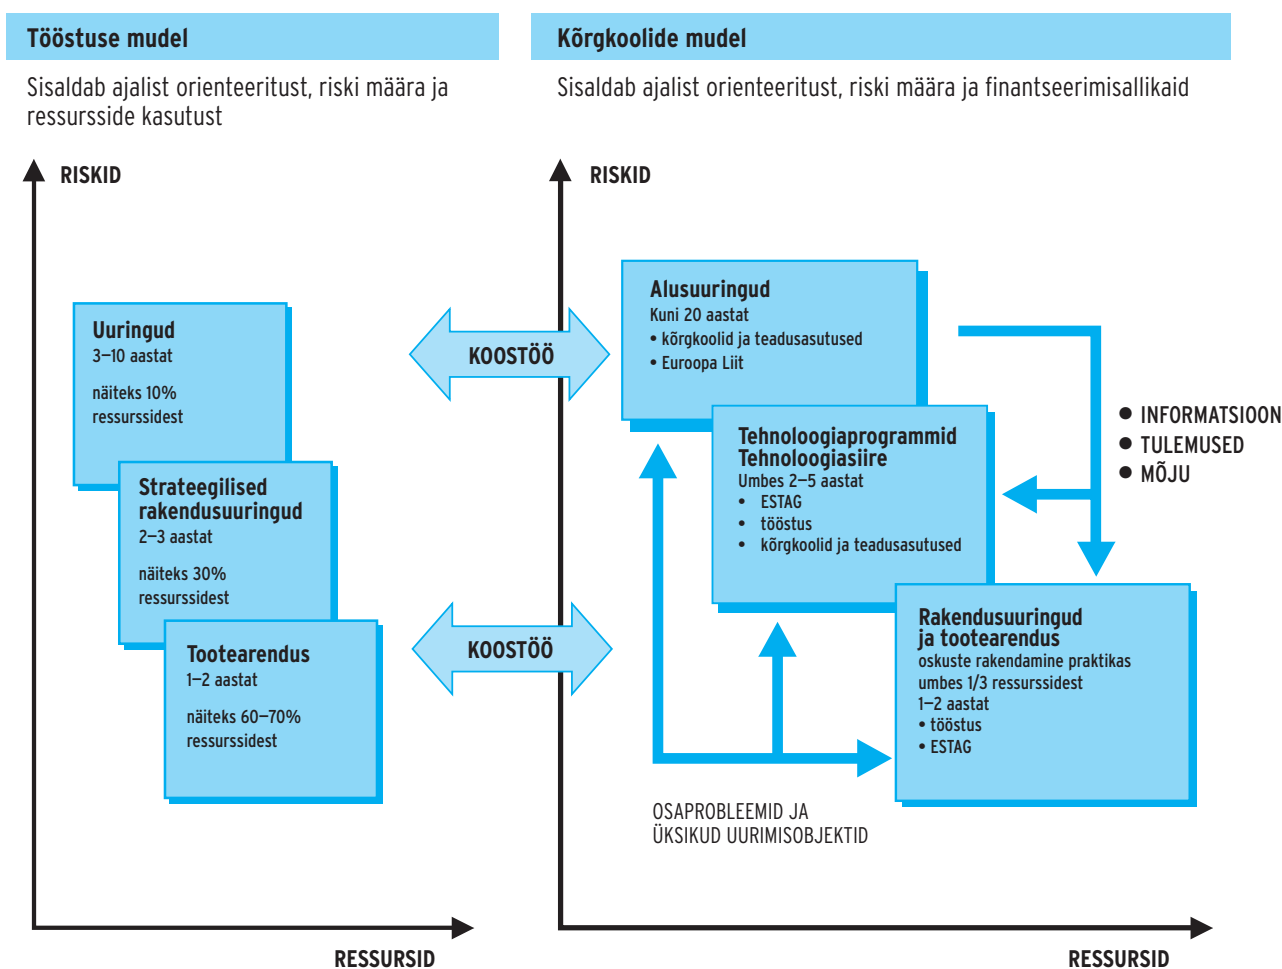 Tööstuse mudel
Sisaldab ajalist orienteeritust, riski määra ja
ressursside kasutust
RISKID
Uuringud
3–10 aastat
näiteks 10%
ressurssidest
Strateegilised
rakendusuuringud
2–3 aastat
näiteks 30%
ressurssidest
Tootearendus
1–2 aastat
näiteks 60–70%
ressurssidest
RESSURSID
KOOSTÖÖ
KOOSTÖÖ
Kõrgkoolide mudel
Sisaldab ajalist orienteeritust, riski määra ja finantseerimisallikaid
RISKID
Alusuuringud
Kuni 20 aastat
• kõrgkoolid ja teadusasutused
• Euroopa Liit
Tehnoloogiaprogrammid
Tehnoloogiasiire
Umbes 2–5 aastat
• ESTAG
• tööstus
• kõrgkoolid ja teadusasutused
Rakendusuuringud
ja tootearendus
oskuste rakendamine praktikas
umbes 1/3 ressurssidest
1–2 aastat
• tööstus
• ESTAG
● INFORMATSIOON
● TULEMUSED
● MÕJU
OSAPROBLEEMID JA
ÜKSIKUD UURIMISOBJEKTID
RESSURSID